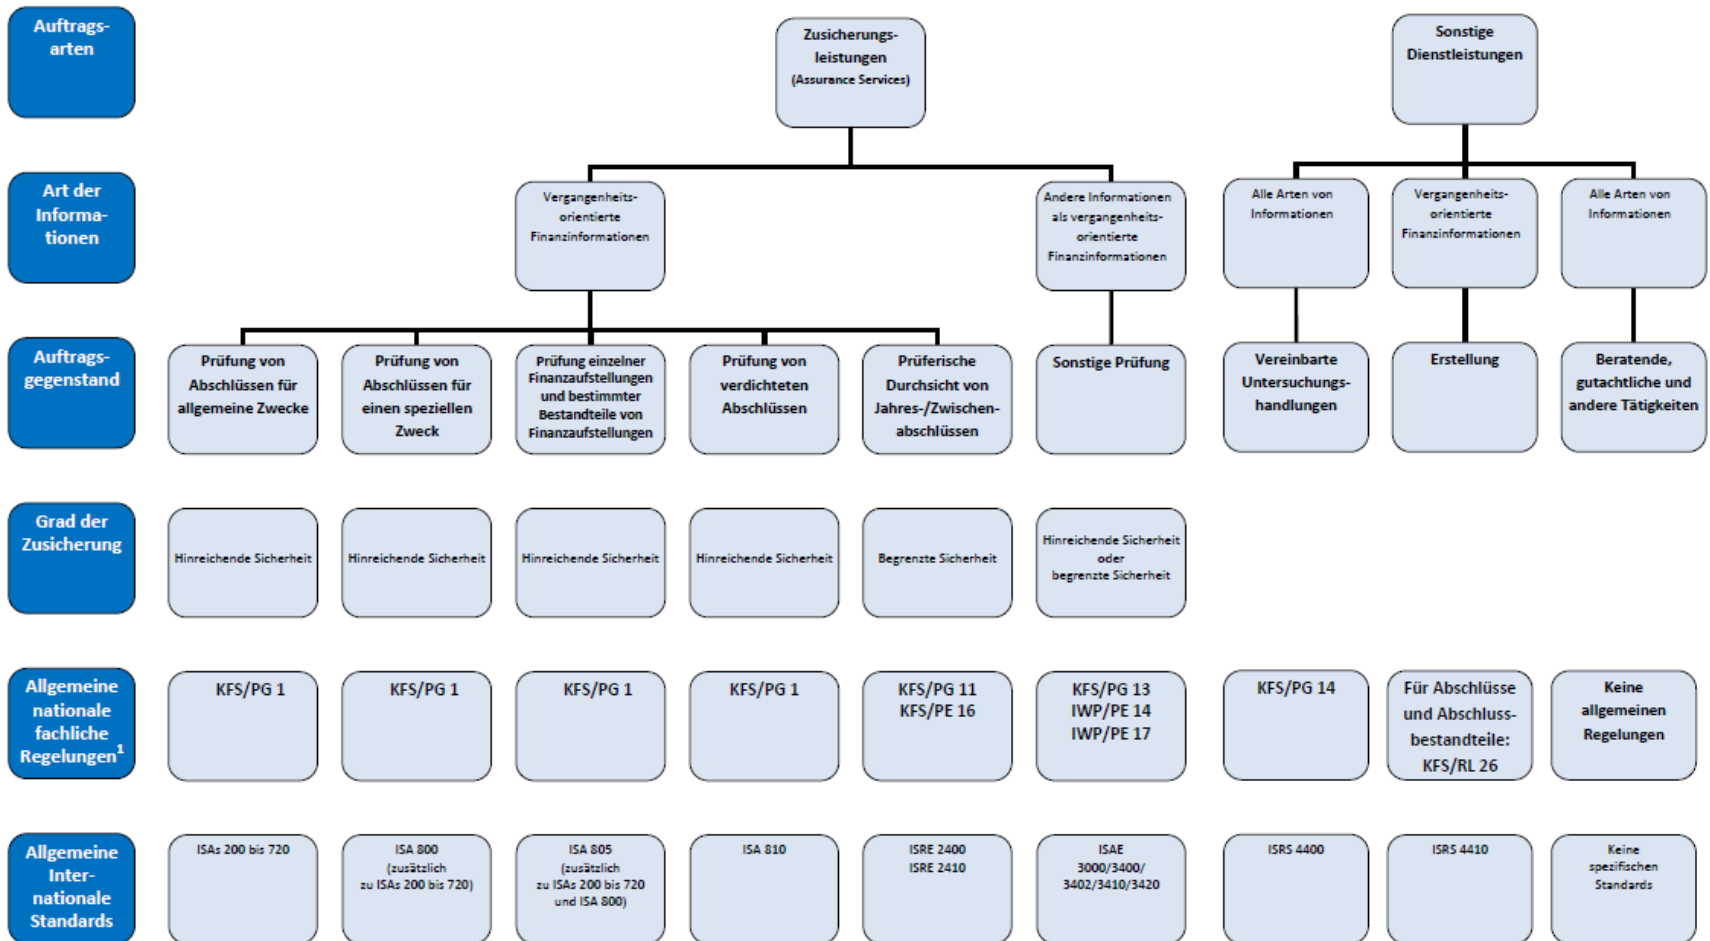 Auftrags-
arten
Zusicherungs-
leistungen
(Assurance Services)
Sonstige
Dienstleistungen
Art der
Informa-
tionen
Vergangenheits-
orientierte
Finanzinformationen
Andere Informationen
als vergangenheits-
orientierte
Finanzinformationen
Alle Arten von
Informationen
Vergangenheits-
orientierte
Finanzinformationen
Alle Arten von
Informationen
Auftrags-
gegenstand
Prüfung von
Abschlüssen für
allgemeine Zwecke
Prüfung von
Abschlüssen für
einen speziellen
Zweck
Prüfung einzelner
Finanzaufstellungen
und bestimmter
Bestandteile von
Finanzaufstellungen
Prüfung von
verdichteten
Abschlüssen
Prüferische
Durchsicht von
Jahres-/Zwischen-
abschlüssen
Sonstige Prüfung
Vereinbarte
Untersuchungs-
handlungen
Erstellung
Beratende,
gutachtliche und
andere Tätigkeiten
Grad der
Zusicherung
Hinreichende Sicherheit
Hinreichende Sicherheit
Hinreichende Sicherheit
Hinreichende Sicherheit
Begrenzte Sicherheit
Hinreichende Sicherheit
oder
begrenzte Sicherheit
Allgemeine
nationale
fachliche
Regelungen¹
KFS/PG 1
KFS/PG 1
KFS/PG 1
KFS/PG 1
KFS/PG 11
KFS/PE 16
KFS/PG 13
IWP/PE 14
IWP/PE 17
KFS/PG 14
Für Abschlüsse
und Abschluss-
bestandteile:
KFS/RL 26
Keine
allgemeinen
Regelungen
Allgemeine
Inter-
nationale
Standards
ISAs 200 bis 720
ISA 800
(zusätzlich
zu ISAs 200 bis 720)
ISA 805
(zusätzlich
zu ISAs 200 bis 720
und ISA 800)
ISA 810
ISRE 2400
ISRE 2410
ISAE
3000/3400/
3402/3410/3420
ISRS 4400
ISRS 4410
Keine
spezifischen
Standards